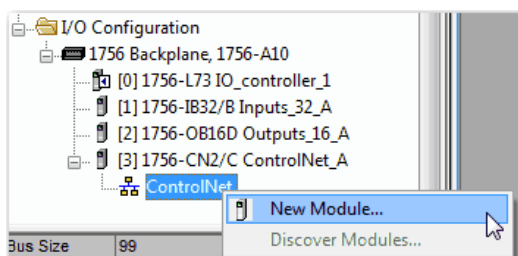 I/O Configuration
1756 Backplane, 1756-A10
[0] 1756-L73 IO_controller_1
[1] 1756-IB32/B Inputs_32_A
[2] 1756-OB16D Outputs_16_A
[3] 1756-CN2/C ControlNet_A
ControlNet
New Module...
Discover Modules...
Bus Size 99